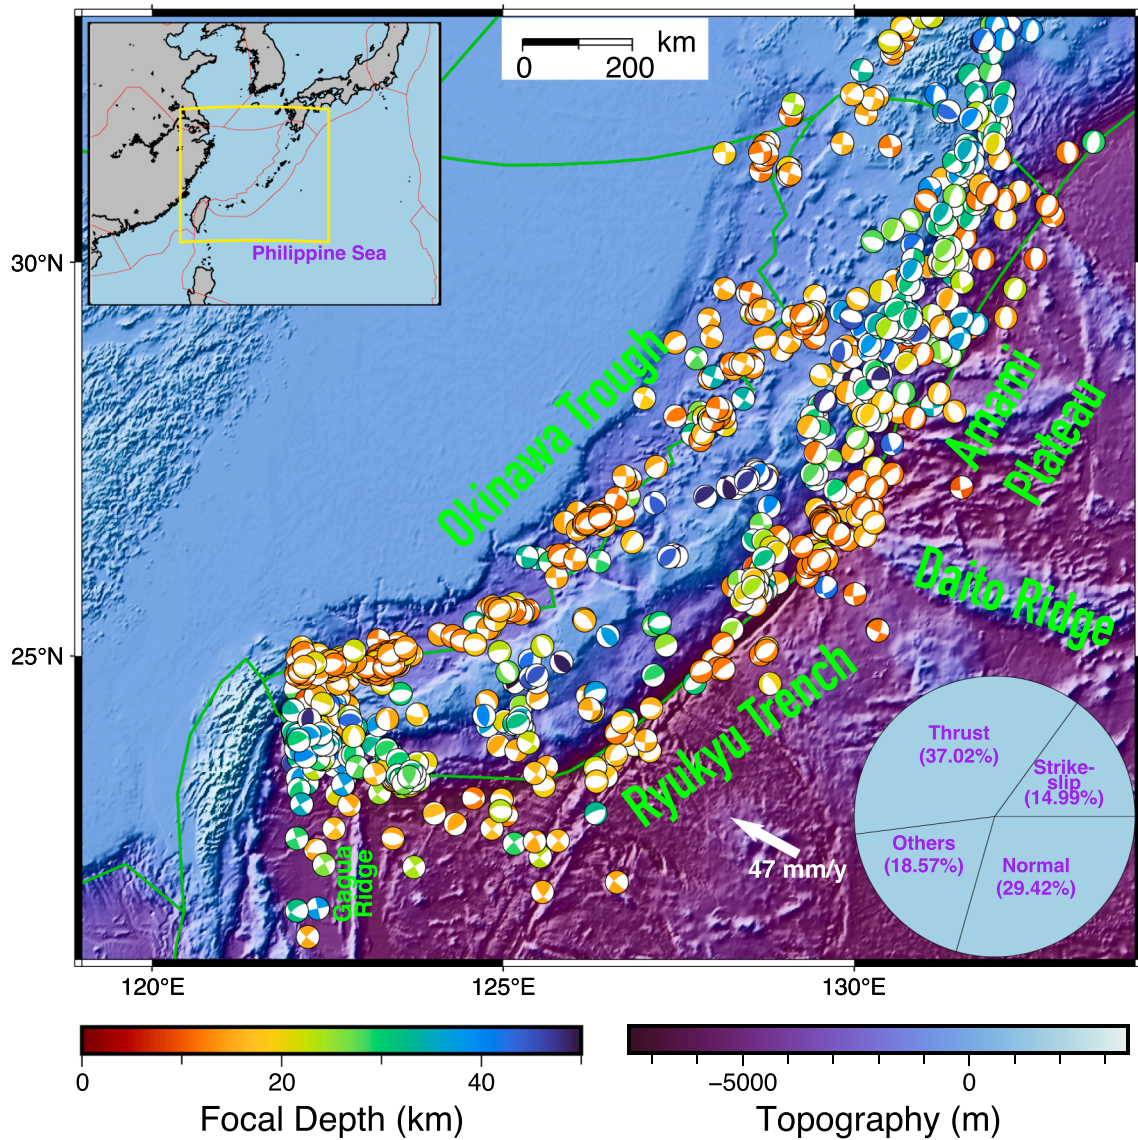 km
0 200
Philippine Sea
30°N
25°N
Okinawa Trough
Amami
Plateau
Daito Ridge
Ryukyu Trench
Gagua
Ridge
47 mm/y
Thrust
(37.02%)
Strike-
slip
(14.99%)
Others
(18.57%)
Normal
(29.42%)
120°E 125°E 130°E
0 20 40
Focal Depth (km)
−5000 0
Topography (m)